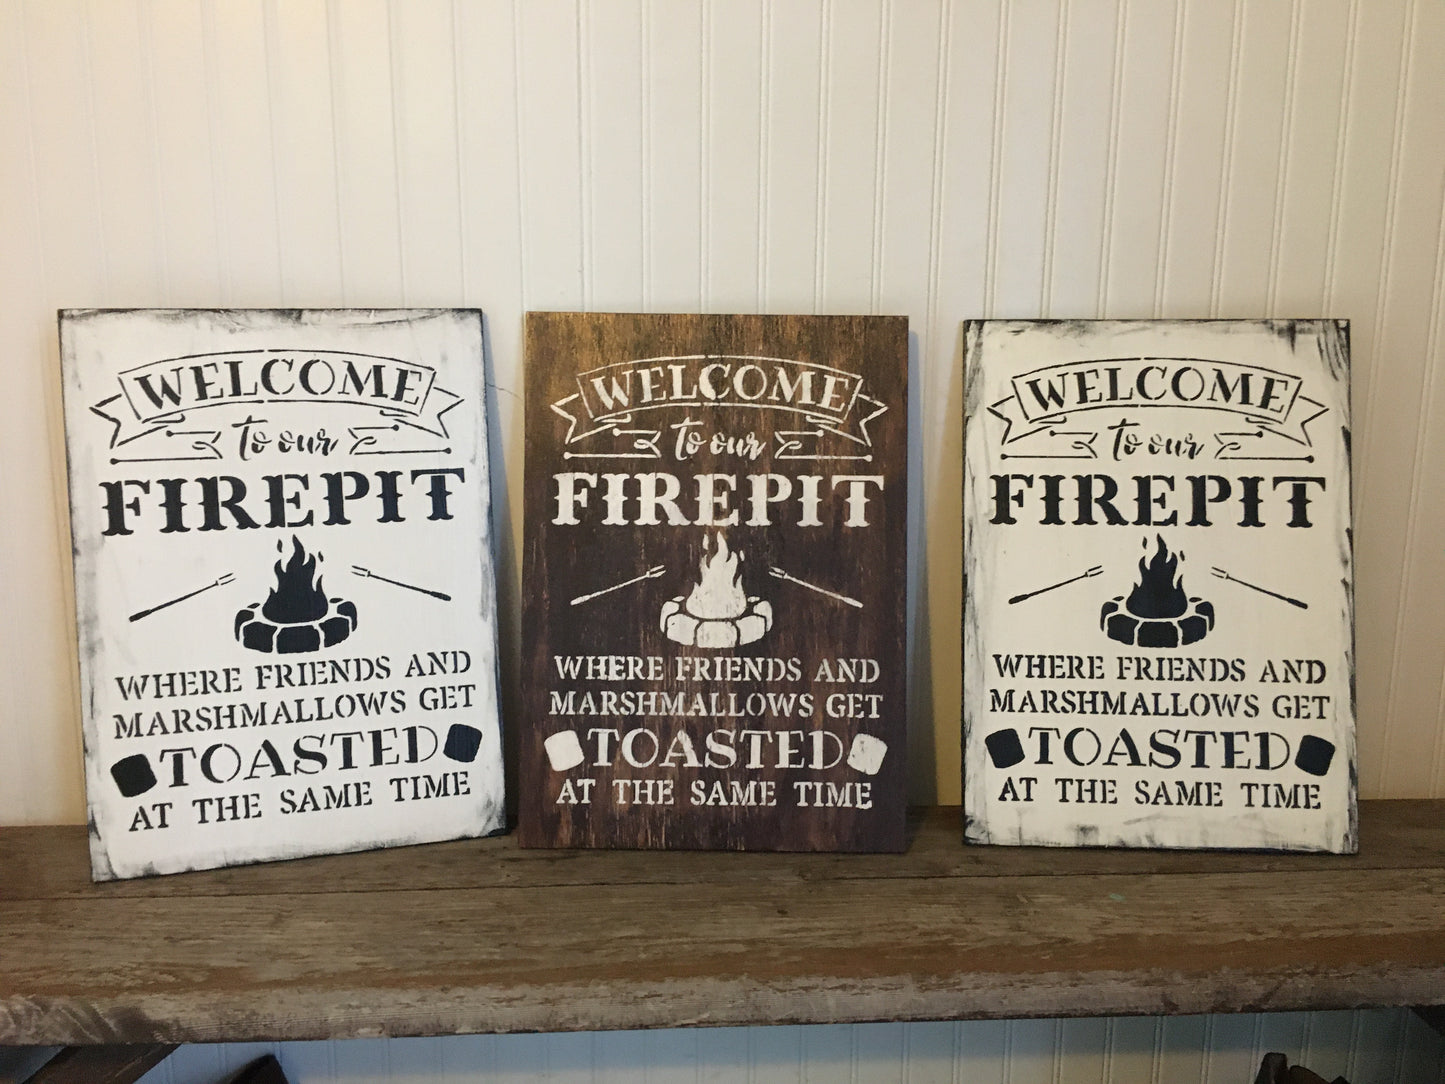 WELCOME
to our
FIREPIT
WHERE FRIENDS AND
MARSHMALLOWS GET
TOASTED
AT THE SAME TIME
WELCOME
to our
FIREPIT
WHERE FRIENDS AND
MARSHMALLOWS GET
TOASTED
AT THE SAME TIME
WELCOME
to our
FIREPIT
WHERE FRIENDS AND
MARSHMALLOWS GET
TOASTED
AT THE SAME TIME